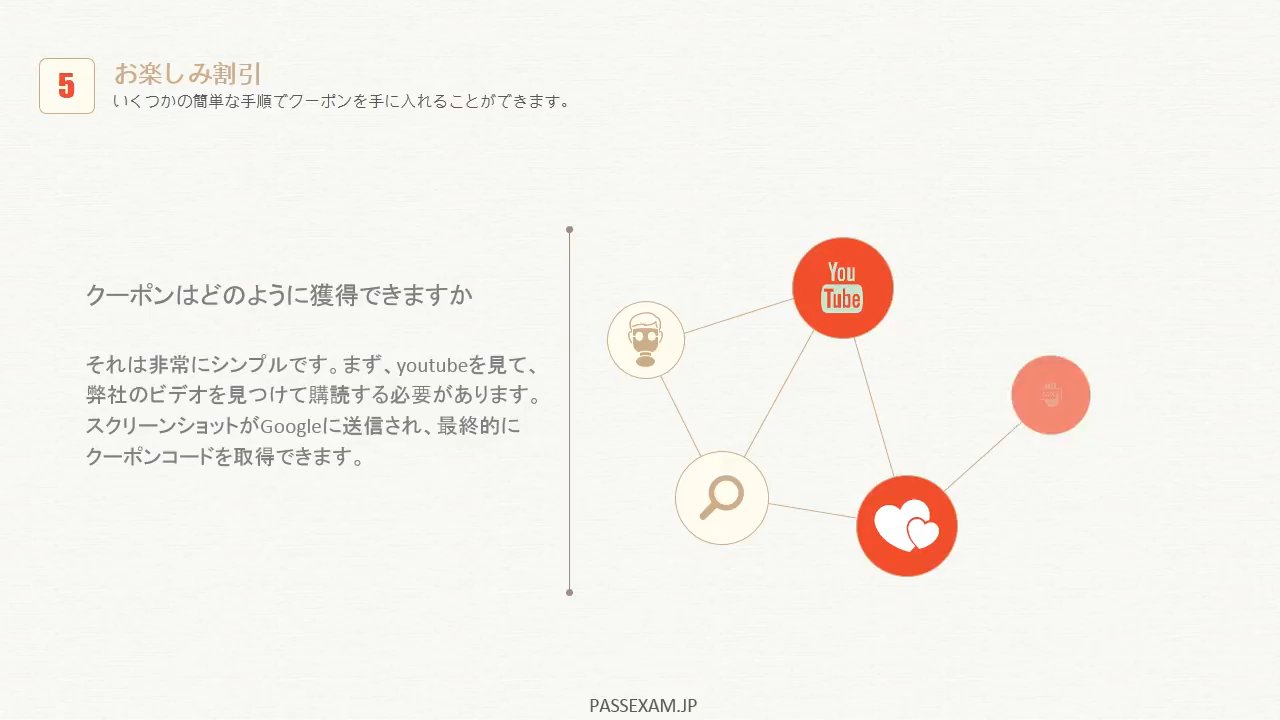 5
お楽しみ割引
いくつかの簡単な手順でクーポンを手に入れることができます。
クーポンはどのように獲得できますか
それは非常にシンプルです。まず、youtubeを見て、
弊社のビデオを見つけて購読する必要があります。
スクリーンショットがGoogleに送信され、最終的に
クーポンコードを取得できます。
You
Tube
PASSEXAM.JP